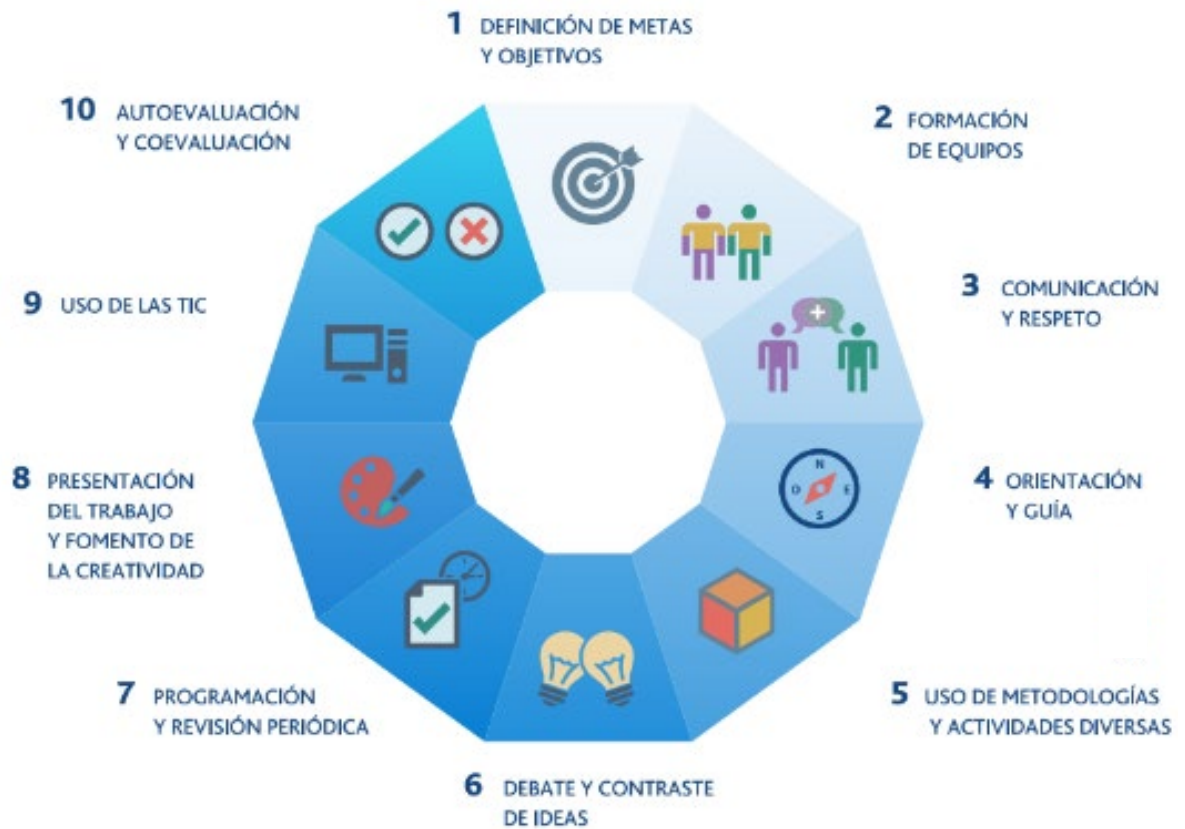 1 DEFINICIÓN DE METAS
Y OBJETIVOS
2 FORMACIÓN
DE EQUIPOS
3 COMUNICACIÓN
Y RESPETO
4 ORIENTACIÓN
Y GUÍA
5 USO DE METODOLOGÍAS
Y ACTIVIDADES DIVERSAS
6 DEBATE Y CONTRASTE
DE IDEAS
7 PROGRAMACIÓN
Y REVISIÓN PERIÓDICA
8 PRESENTACIÓN
DEL TRABAJO
Y FOMENTO DE
LA CREATIVIDAD
9 USO DE LAS TIC
10 AUTOEVALUACIÓN
Y COEVALUACIÓN
N
O E
S